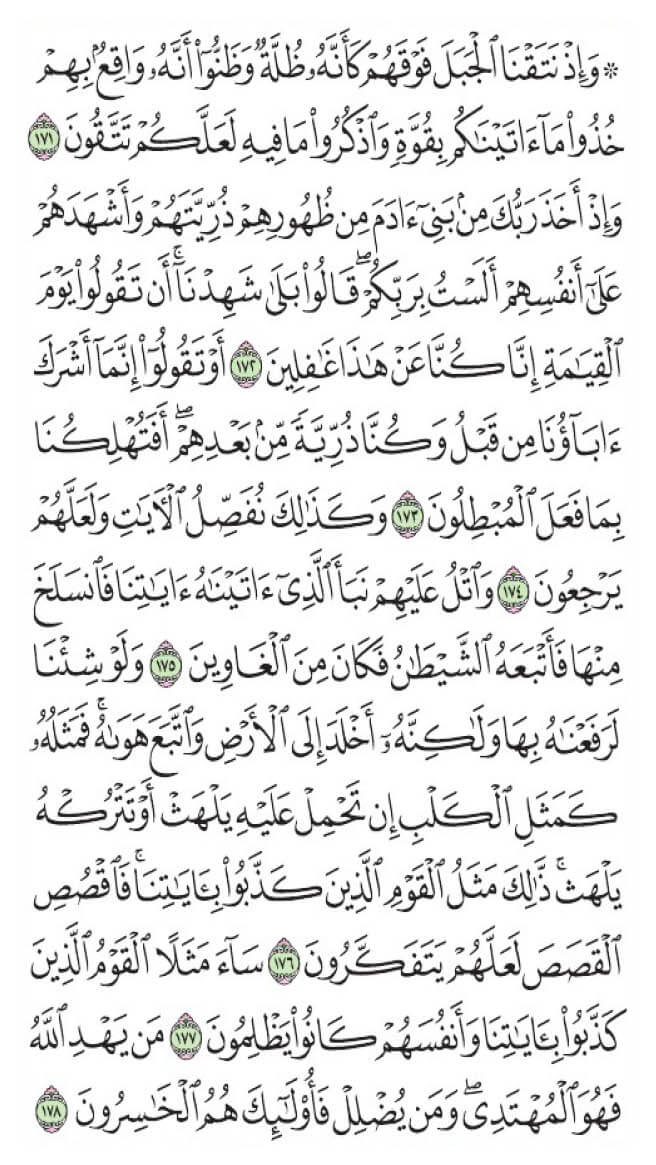 ۞ وَإِذۡ نَتَقۡنَا ٱلۡجَبَلَ فَوۡقَهُمۡ كَأَنَّهُۥ ظُلَّةٞ وَظَنُّوٓاْ أَنَّهُۥ وَاقِعُۢ بِهِمۡ
خُذُواْ مَآ ءَاتَيۡنَٰكُم بِقُوَّةٖ وَٱذۡكُرُواْ مَا فِيهِ لَعَلَّكُمۡ تَتَّقُونَ ١٧١
وَإِذۡ أَخَذَ رَبُّكَ مِنۢ بَنِيٓ ءَادَمَ مِن ظُهُورِهِمۡ ذُرِّيَّتَهُمۡ وَأَشۡهَدَهُمۡ
عَلَىٰٓ أَنفُسِهِمۡ أَلَسۡتُ بِرَبِّكُمۡۖ قَالُواْ بَلَىٰ شَهِدۡنَآۚ أَن تَقُولُواْ يَوۡمَ
ٱلۡقِيَٰمَةِ إِنَّا كُنَّا عَنۡ هَٰذَا غَٰفِلِينَ ١٧٢ أَوۡ تَقُولُوٓاْ إِنَّمَآ أَشۡرَكَ
ءَابَآؤُنَا مِن قَبۡلُ وَكُنَّا ذُرِّيَّةٗ مِّنۢ بَعۡدِهِمۡۖ أَفَتُهۡلِكُنَا
بِمَا فَعَلَ ٱلۡمُبۡطِلُونَ ١٧٣ وَكَذَٰلِكَ نُفَصِّلُ ٱلۡأٓيَٰتِ وَلَعَلَّهُمۡ
يَرۡجِعُونَ ١٧٤ وَٱتۡلُ عَلَيۡهِمۡ نَبَأَ ٱلَّذِيٓ ءَاتَيۡنَٰهُ ءَايَٰتِنَا فَٱنسَلَخَ
مِنۡهَا فَأَتۡبَعَهُ ٱلشَّيۡطَٰنُ فَكَانَ مِنَ ٱلۡغَاوِينَ ١٧٥ وَلَوۡ شِئۡنَا
لَرَفَعۡنَٰهُ بِهَا وَلَٰكِنَّهُۥٓ أَخۡلَدَ إِلَى ٱلۡأَرۡضِ وَٱتَّبَعَ هَوَىٰهُۚ فَمَثَلُهُۥ
كَمَثَلِ ٱلۡكَلۡبِ إِن تَحۡمِلۡ عَلَيۡهِ يَلۡهَثۡ أَوۡ تَتۡرُكۡهُ
يَلۡهَثۚ ذَّٰلِكَ مَثَلُ ٱلۡقَوۡمِ ٱلَّذِينَ كَذَّبُواْ بِـَٔايَٰتِنَاۚ فَٱقۡصُصِ
ٱلۡقَصَصَ لَعَلَّهُمۡ يَتَفَكَّرُونَ ١٧٦ سَآءَ مَثَلًا ٱلۡقَوۡمُ ٱلَّذِينَ
كَذَّبُواْ بِـَٔايَٰتِنَا وَأَنفُسَهُمۡ كَانُواْ يَظۡلِمُونَ ١٧٧ مَن يَهۡدِ ٱللَّهُ
فَهُوَ ٱلۡمُهۡتَدِيۖ وَمَن يُضۡلِلۡ فَأُوْلَٰٓئِكَ هُمُ ٱلۡخَٰسِرُونَ ١٧٨